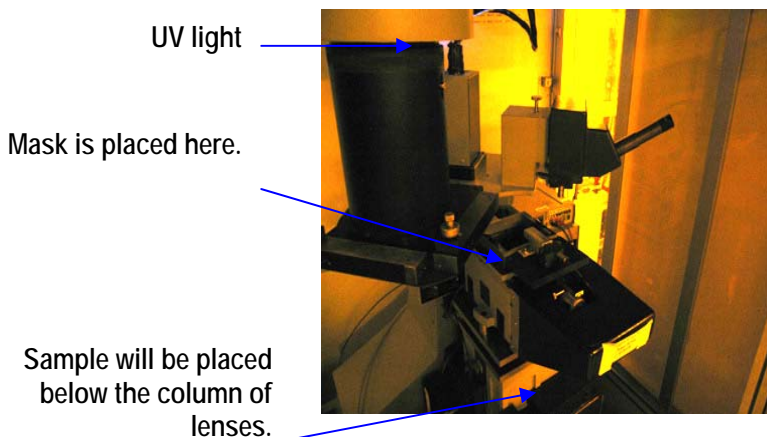 UV light
Mask is placed here.
Sample will be placed
below the column of
lenses.